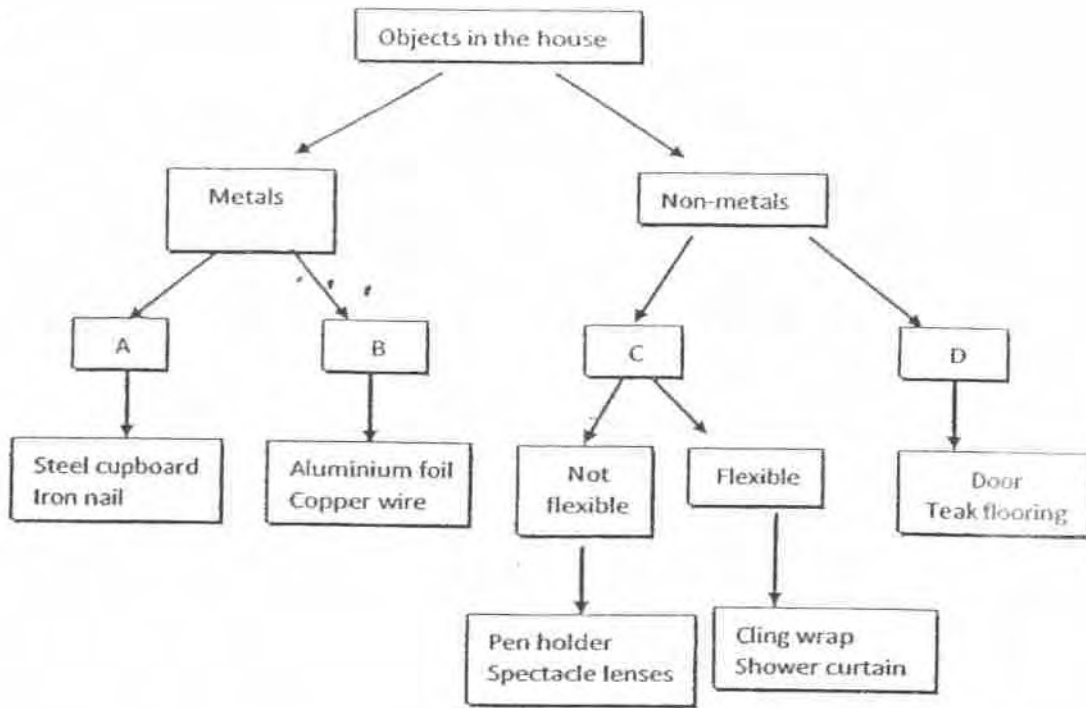 Objects in the house
Metals
Non-metals
A
B
C
D
Steel cupboard
Iron nail
Aluminium foil
Copper wire
Not
flexible
Flexible
Door
Teak flooring
Pen holder
Spectacle lenses
Cling wrap
Shower curtain